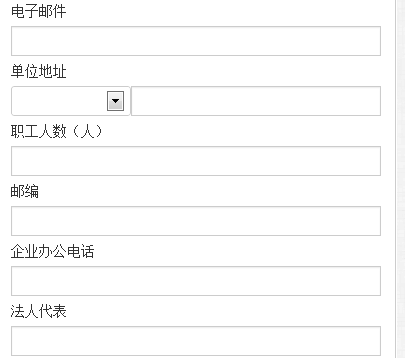 电子邮件
单位地址
职工人数（人）
邮编
企业办公电话
法人代表